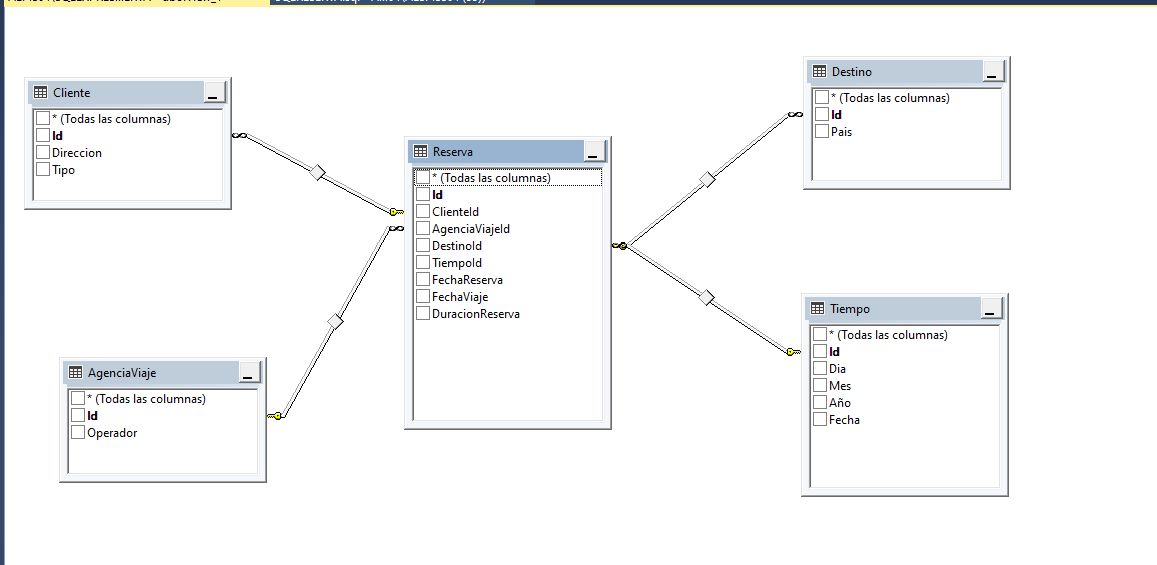 Cliente
* (Todas las columnas)
Id
Direccion
Tipo
Reserva
* (Todas las columnas)
Id
ClienteId
AgenciaViajeId
DestinoId
TiempoId
FechaReserva
FechaViaje
DuracionReserva
Destino
* (Todas las columnas)
Id
Pais
AgenciaViaje
* (Todas las columnas)
Id
Operador
Tiempo
* (Todas las columnas)
Id
Dia
Mes
Año
Fecha